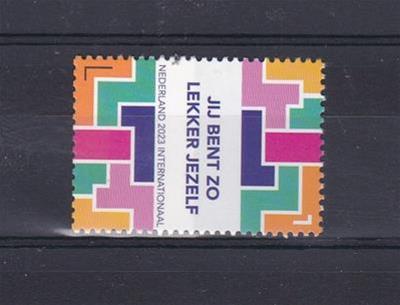 JIJ BENT ZO
LEKKER JEZELF
NEDERLAND 2023 INTERNATIONAAL